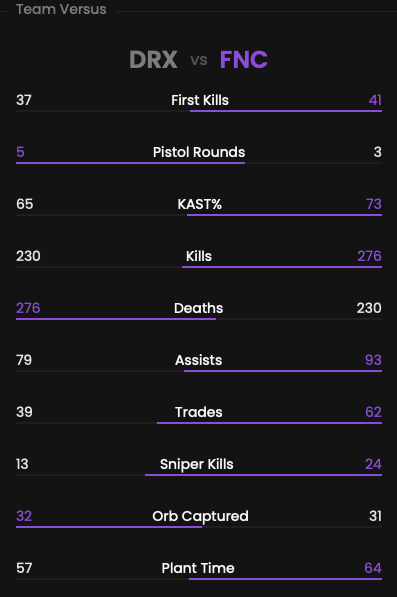 Team Versus
DRX vs FNC
37 First Kills 41
5 Pistol Rounds 3
65 KAST% 73
230 Kills 276
276 Deaths 230
79 Assists 93
39 Trades 62
13 Sniper Kills 24
32 Orb Captured 31
57 Plant Time 64